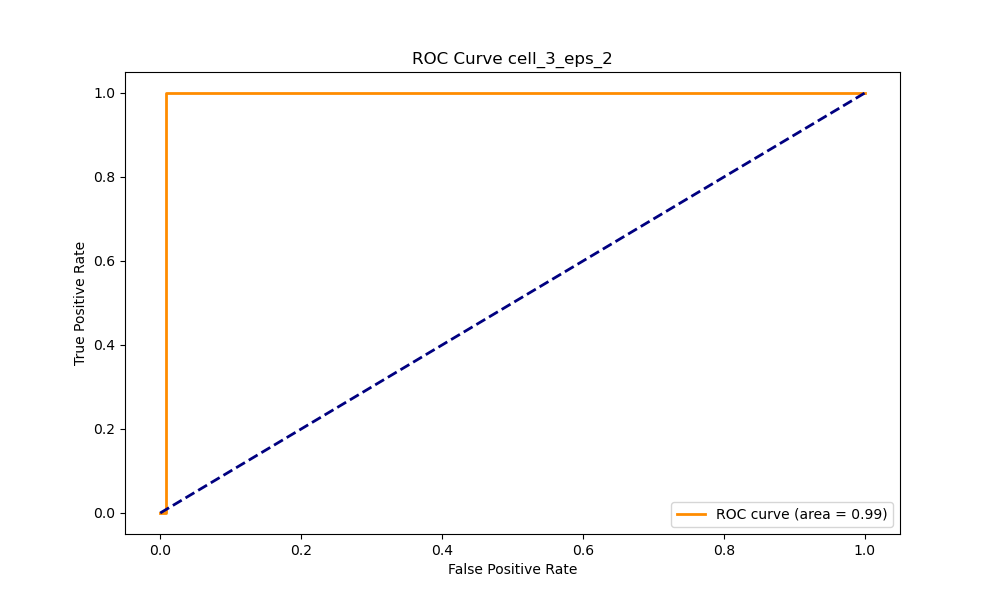 ROC Curve cell_3_eps_2
True Positive Rate
1.0
0.8
0.6
0.4
0.2
0.0
ROC curve (area = 0.99)
0.0 0.2 0.4 0.6 0.8 1.0
False Positive Rate